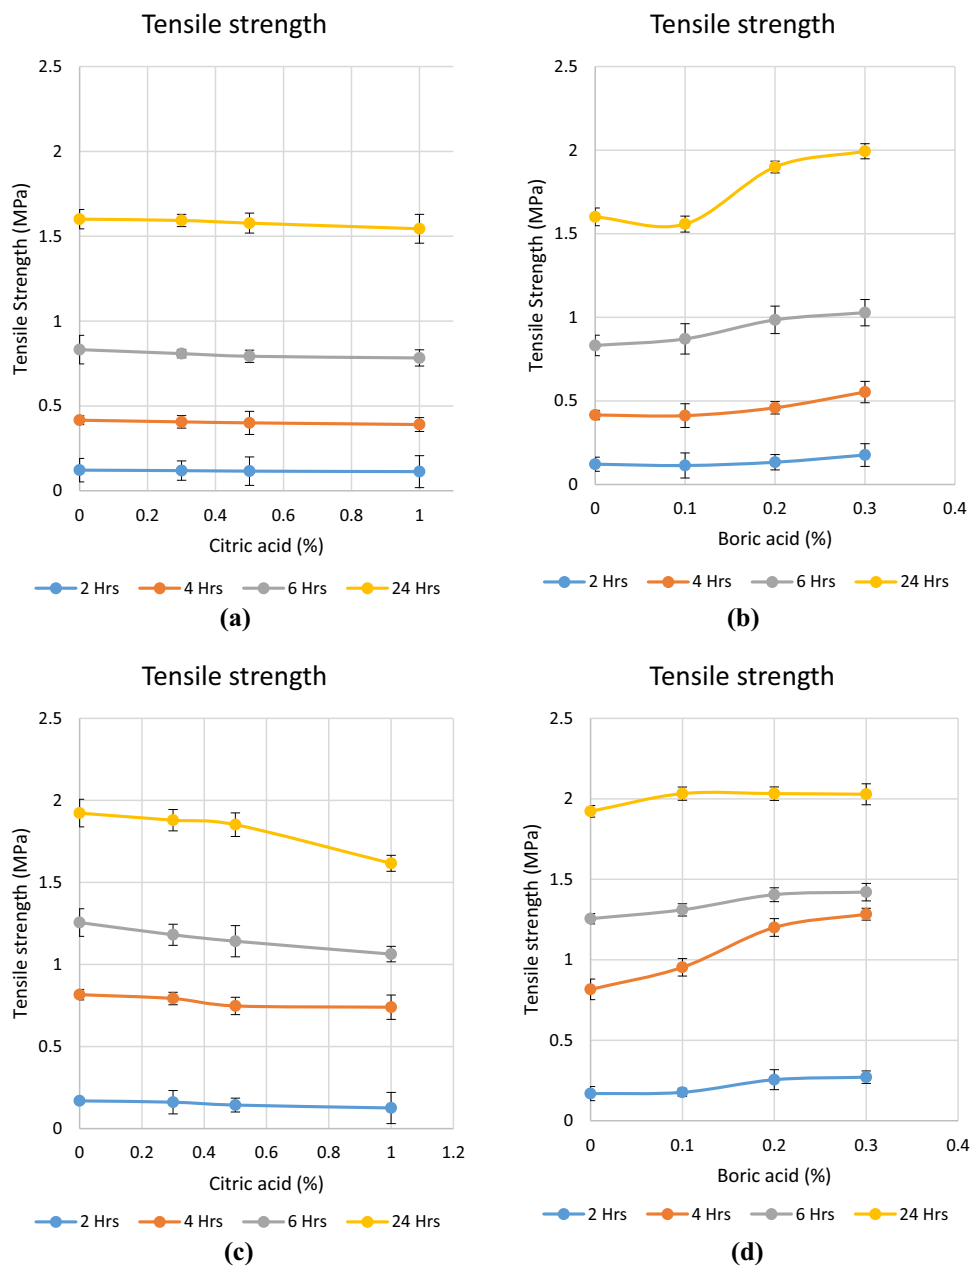 Tensile strength
2.5
2
1.5
1
0.5
0
0 0.2 0.4 0.6 0.8 1
Tensile Strength (MPa)
Citric acid (%)
2 Hrs 4 Hrs 6 Hrs 24 Hrs
(a)
Tensile strength
2.5
2
1.5
1
0.5
0
0 0.1 0.2 0.3 0.4
Tensile Strength (MPa)
Boric acid (%)
2 Hrs 4 Hrs 6 Hrs 24 Hrs
(b)
Tensile strength
2.5
2
1.5
1
0.5
0
0 0.2 0.4 0.6 0.8 1 1.2
Tensile strength (MPa)
Citric acid (%)
2 Hrs 4 Hrs 6 Hrs 24 Hrs
(c)
Tensile strength
2.5
2
1.5
1
0.5
0
0 0.1 0.2 0.3 0.4
Tensile strength (MPa)
Boric acid (%)
2 Hrs 4 Hrs 6 Hrs 24 Hrs
(d)